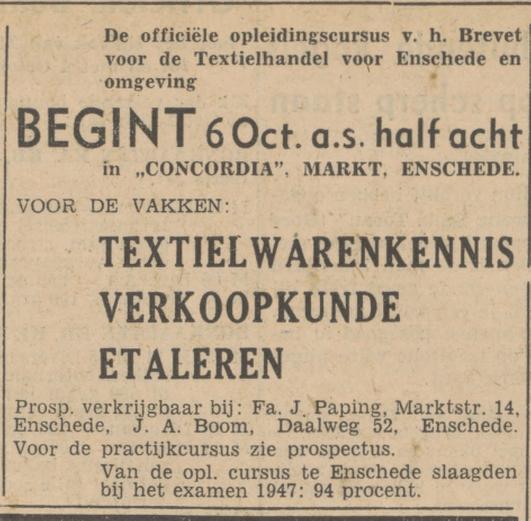 De officiële opleidingscursus v. h. Brevet
voor de Textielhandel voor Enschede en
omgeving
BEGINT 6 Oct. a.s. half acht
in „CONCORDIA”, MARKT, ENSCHEDE.
VOOR DE VAKKEN:
TEXTIELWARENKENNIS
VERKOOPKUNDE
ETALEREN
Prosp. verkrijgbaar bij: Fa. J. Paping, Marktstr. 14,
Enschede, J. A. Boom, Daalweg 52, Enschede.
Voor de practijkcursus zie prospectus.
Van de opl. cursus te Enschede slaagden
bij het examen 1947: 94 procent.